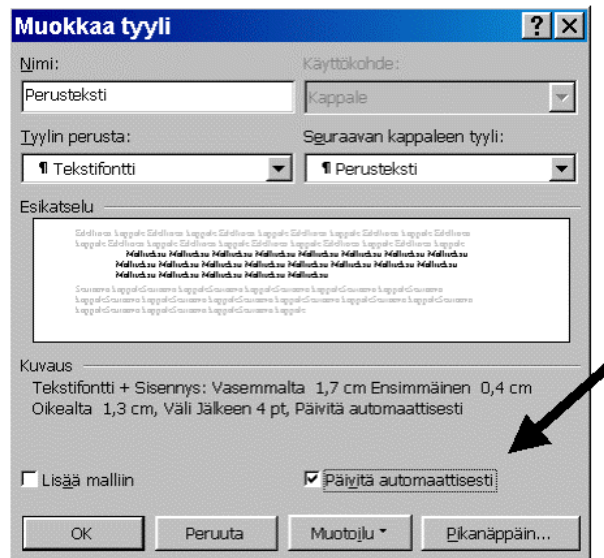 Muokkaa tyyli
Nimi:
Käyttökohde:
Perusteksti
Kappale
Tyylin perusta:
Seuraavan kappaleen tyyli:
¶ Tekstifontti
¶ Perusteksti
Esikatselu
Kuvaus
Tekstifontti + Sisennys: Vasemmalta 1,7 cm Ensimmäinen 0,4 cm
Oikealta 1,3 cm, Väli Jälkeen 4 pt, Päivitä automaattisesti
Lisää malliin
Päivitä automaattisesti
OK
Peruuta
Muotoilu
Pikanäppäin...